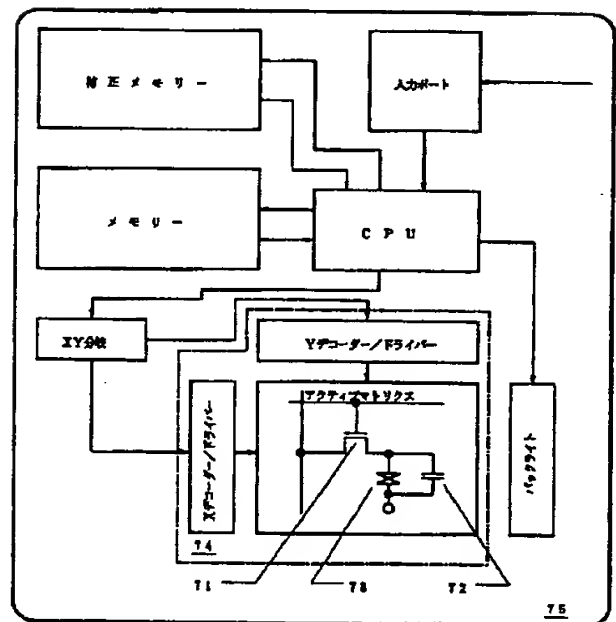 補正メモリー
入力ポート
メモリー
CPU
XY分岐
Yデコーダー/ドライバー
Xデコーダー/ドライバー
アクティブマトリクス
バックライト
74
71
73
72
75